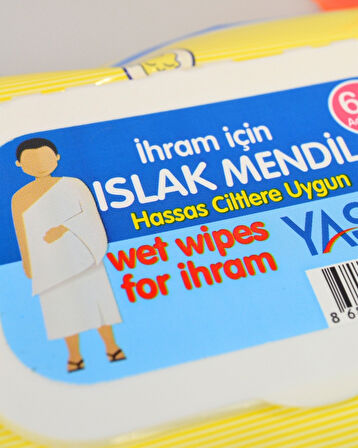 İhram için
ISLAK MENDİL
Hassas Ciltlere Uygun
wet wipes
for ihram